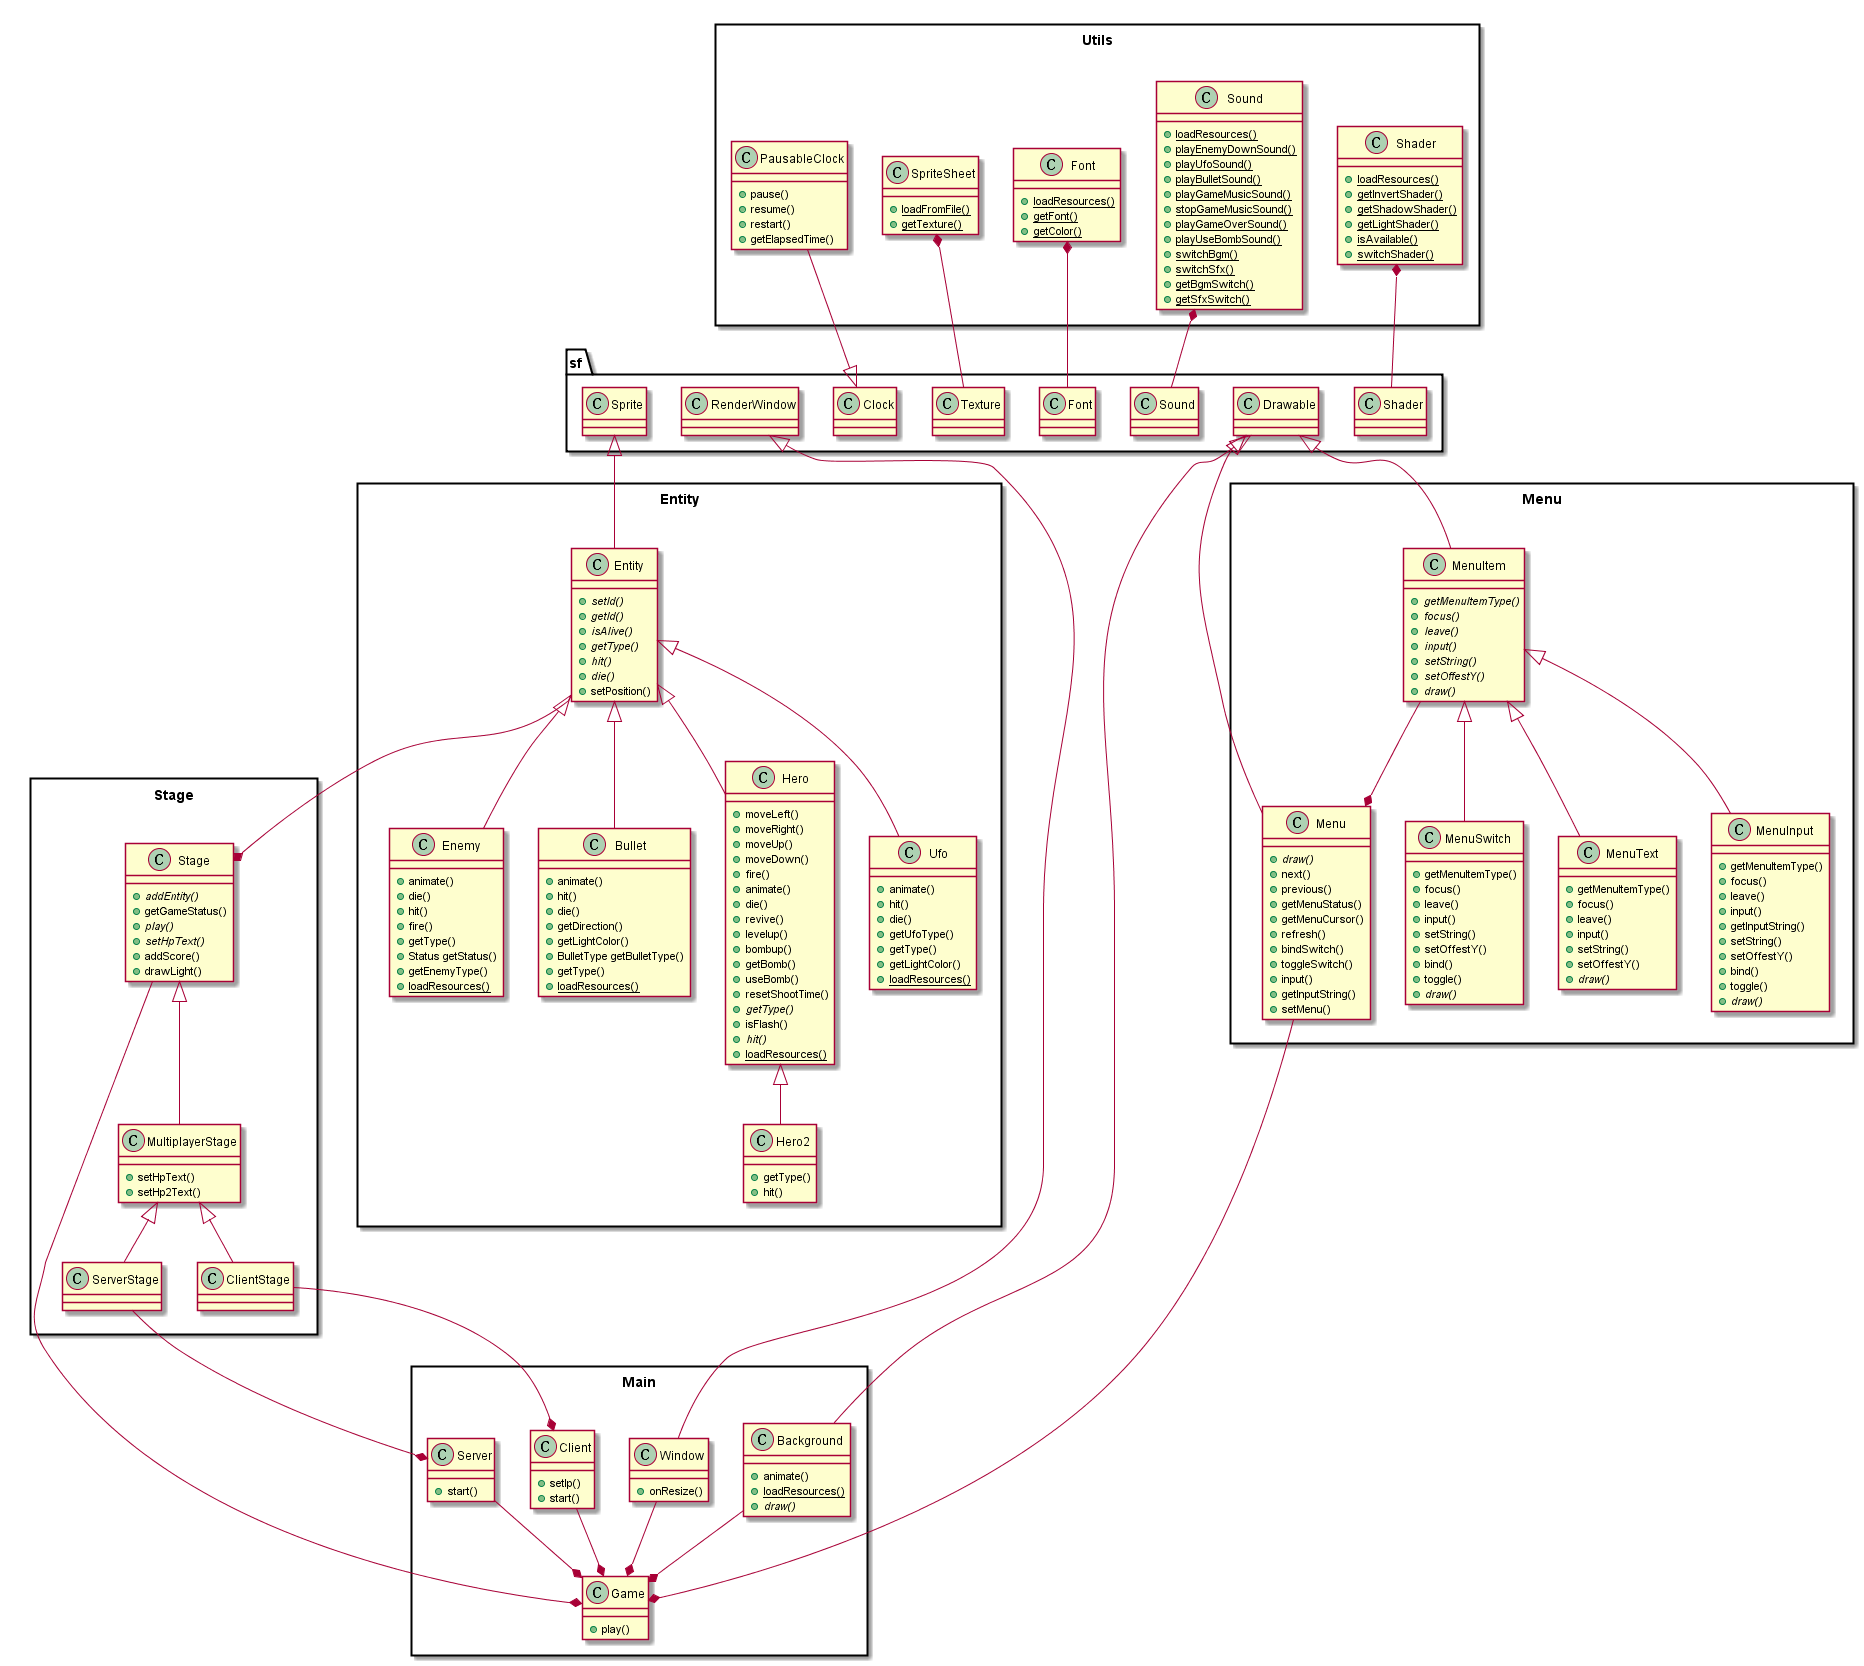 Utils
C PausableClock
pause()
resume()
restart()
getElapsedTime()
C SpriteSheet
loadFromFile()
getTexture()
C Font
loadResources()
getFont()
getColor()
C Sound
loadResources()
playEnemyDownSound()
playUfoSound()
playBulletSound()
playGameMusicSound()
stopGameMusicSound()
playGameOverSound()
playUseBombSound()
switchBgm()
switchSfx()
getBgmSwitch()
getSfxSwitch()
C Shader
loadResources()
getInvertShader()
getShadowShader()
getLightShader()
isAvailable()
switchShader()
sf
C Sprite
C RenderWindow
C Clock
C Texture
C Font
C Sound
C Drawable
C Shader
Entity
C Entity
setId()
getId()
isAlive()
getType()
hit()
die()
setPosition()
C Enemy
animate()
die()
hit()
fire()
getType()
Status getStatus()
getEnemyType()
loadResources()
C Bullet
animate()
hit()
die()
getDirection()
getLightColor()
BulletType getBulletType()
getType()
loadResources()
C Hero
moveLeft()
moveRight()
moveUp()
moveDown()
fire()
animate()
die()
revive()
levelup()
bombup()
getBomb()
useBomb()
resetShootTime()
getType()
isFlash()
hit()
loadResources()
C Ufo
animate()
hit()
die()
getUfoType()
getType()
getLightColor()
loadResources()
C Hero2
getType()
hit()
Menu
C MenuItem
getMenuItemType()
focus()
leave()
input()
setString()
setOffestY()
draw()
C Menu
draw()
next()
previous()
getMenuStatus()
getMenuCursor()
refresh()
bindSwitch()
toggleSwitch()
input()
getInputString()
setMenu()
C MenuSwitch
getMenuItemType()
focus()
leave()
input()
setString()
setOffestY()
bind()
toggle()
draw()
C MenuText
getMenuItemType()
focus()
leave()
input()
setString()
setOffestY()
draw()
C MenuInput
getMenuItemType()
focus()
leave()
input()
getInputString()
setString()
setOffestY()
bind()
toggle()
draw()
Stage
C Stage
addEntity()
getGameStatus()
play()
setHpText()
addScore()
drawLight()
C MultiplayerStage
setHpText()
setHp2Text()
C ServerStage
C ClientStage
Main
C Server
start()
C Client
setIp()
start()
C Window
onResize()
C Background
animate()
loadResources()
draw()
C Game
play()